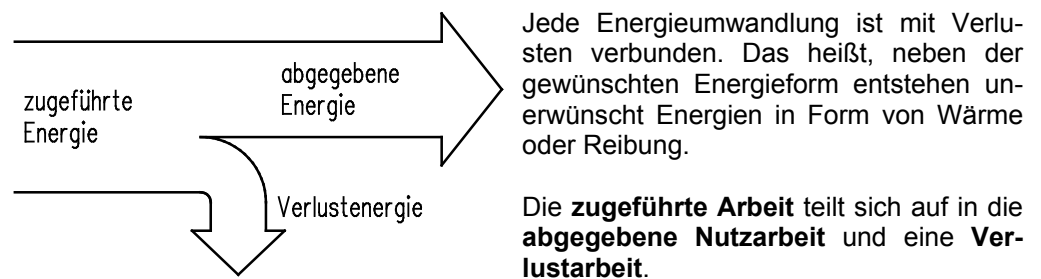 zugeführte
Energie
abgegebene
Energie
Verlustenergie
Jede Energieumwandlung ist mit Verlu-
sten verbunden. Das heißt, neben der
gewünschten Energieform entstehen un-
erwünscht Energien in Form von Wärme
oder Reibung.
Die zugeführte Arbeit teilt sich auf in die
abgegebene Nutzarbeit und eine Ver-
lustarbeit.